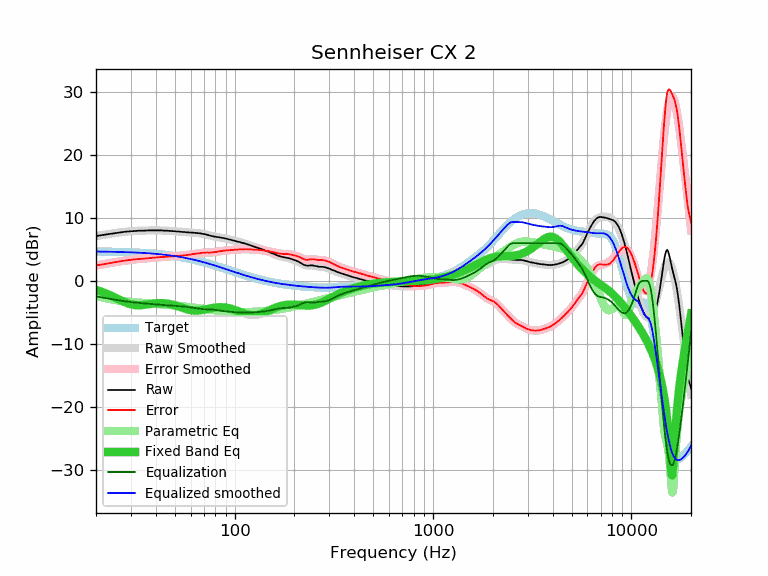 Sennheiser CX 2
30
20
10
0
−10
−20
−30
Amplitude (dBr)
Target
Raw Smoothed
Error Smoothed
Raw
Error
Parametric Eq
Fixed Band Eq
Equalization
Equalized smoothed
100
1000
10000
Frequency (Hz)